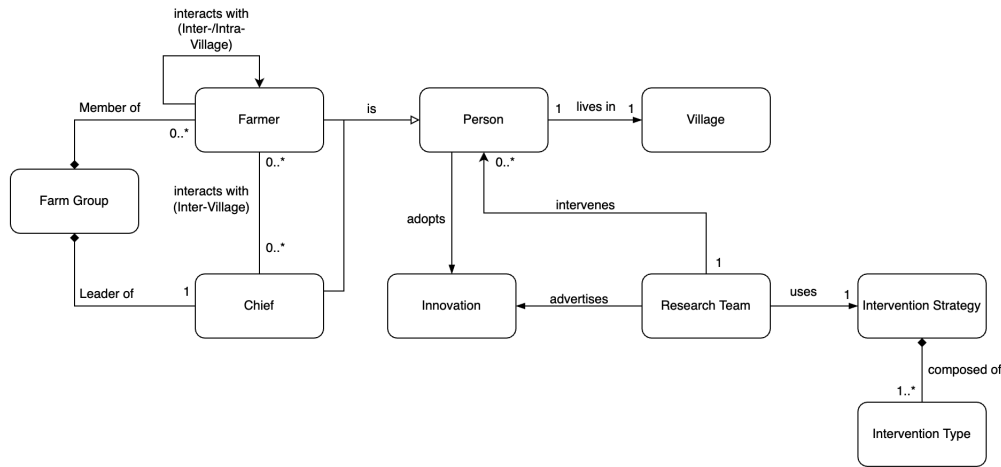 interacts with
(Inter-/Intra-
Village)
Member of
is
1
lives in
1
Farmer
Person
Village
0..*
0..*
0..*
Farm Group
interacts with
(Inter-Village)
adopts
intervenes
0..*
1
Leader of
1
Chief
Innovation
advertises
Research Team
uses
1
Intervention Strategy
composed of
1..*
Intervention Type